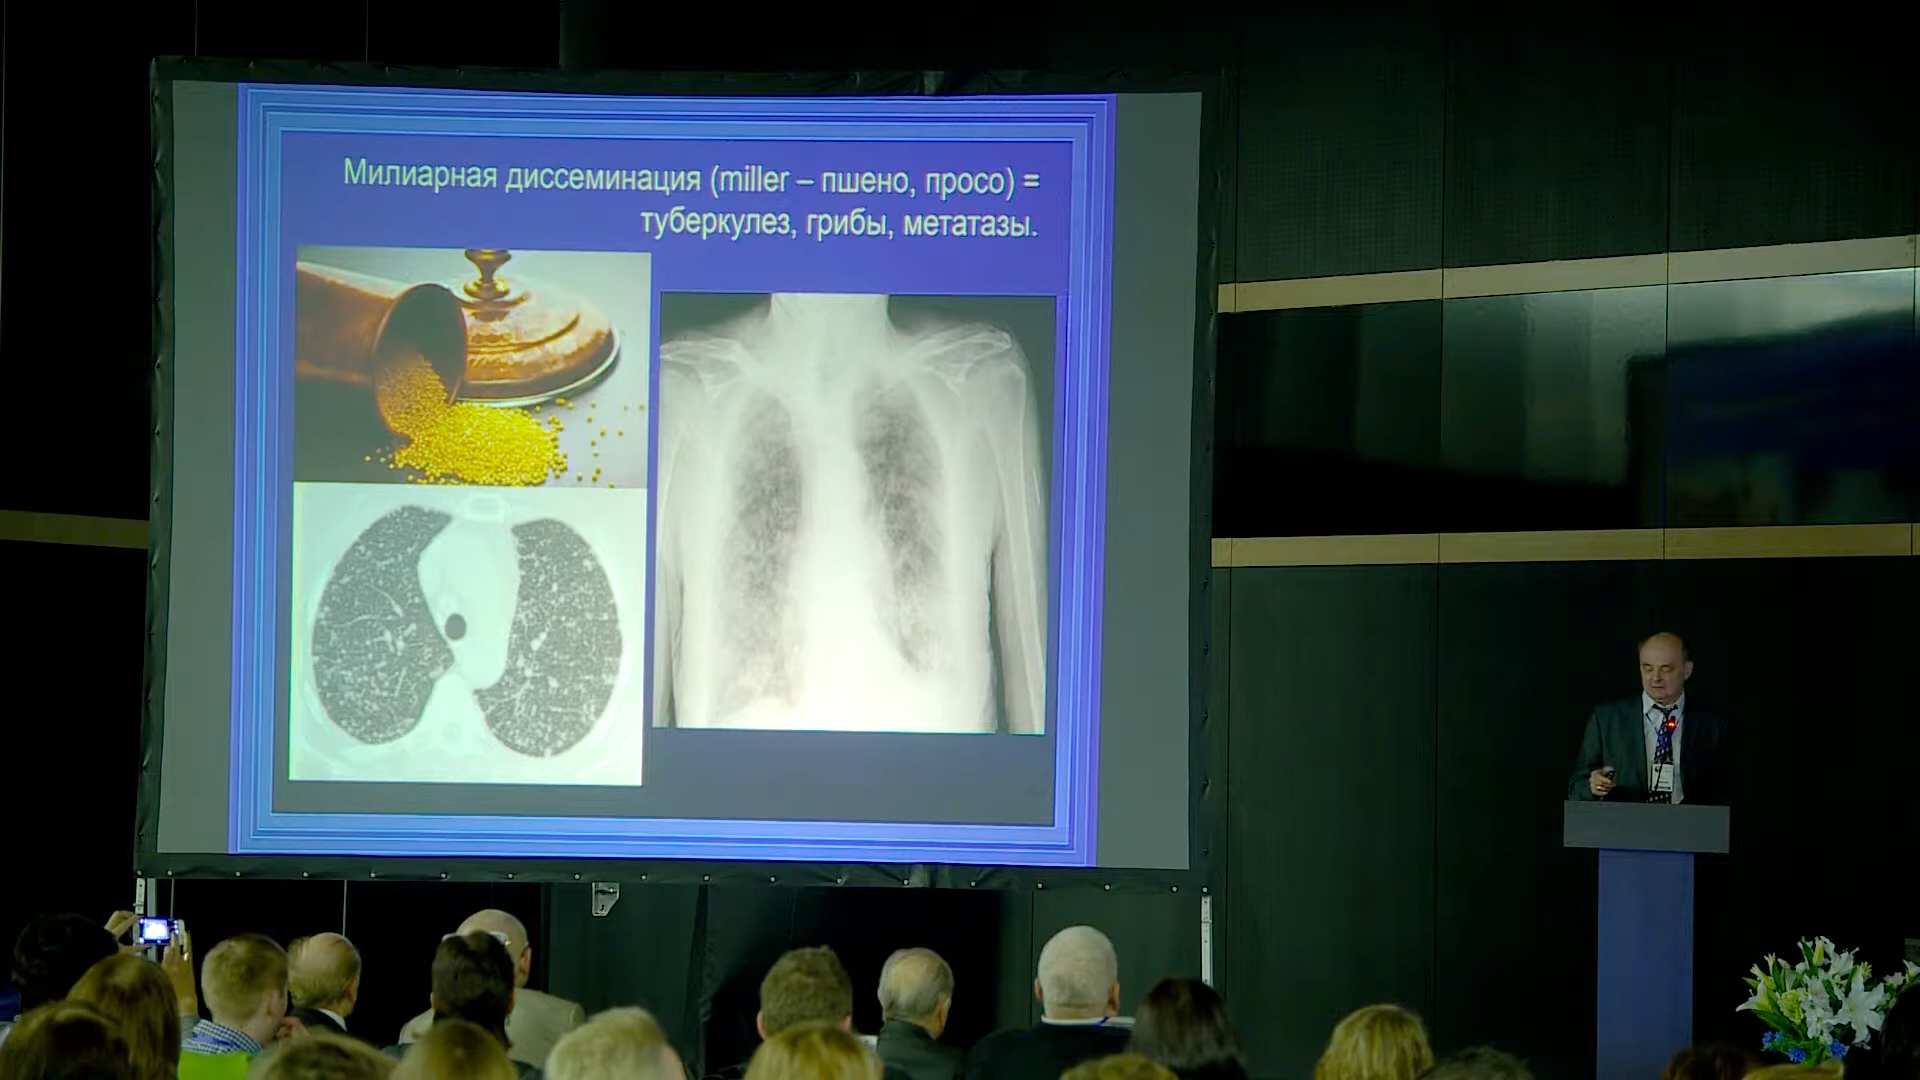 Милиарная диссеминация (miller – пшено, просо) =
туберкулез, грибы, метатазы.